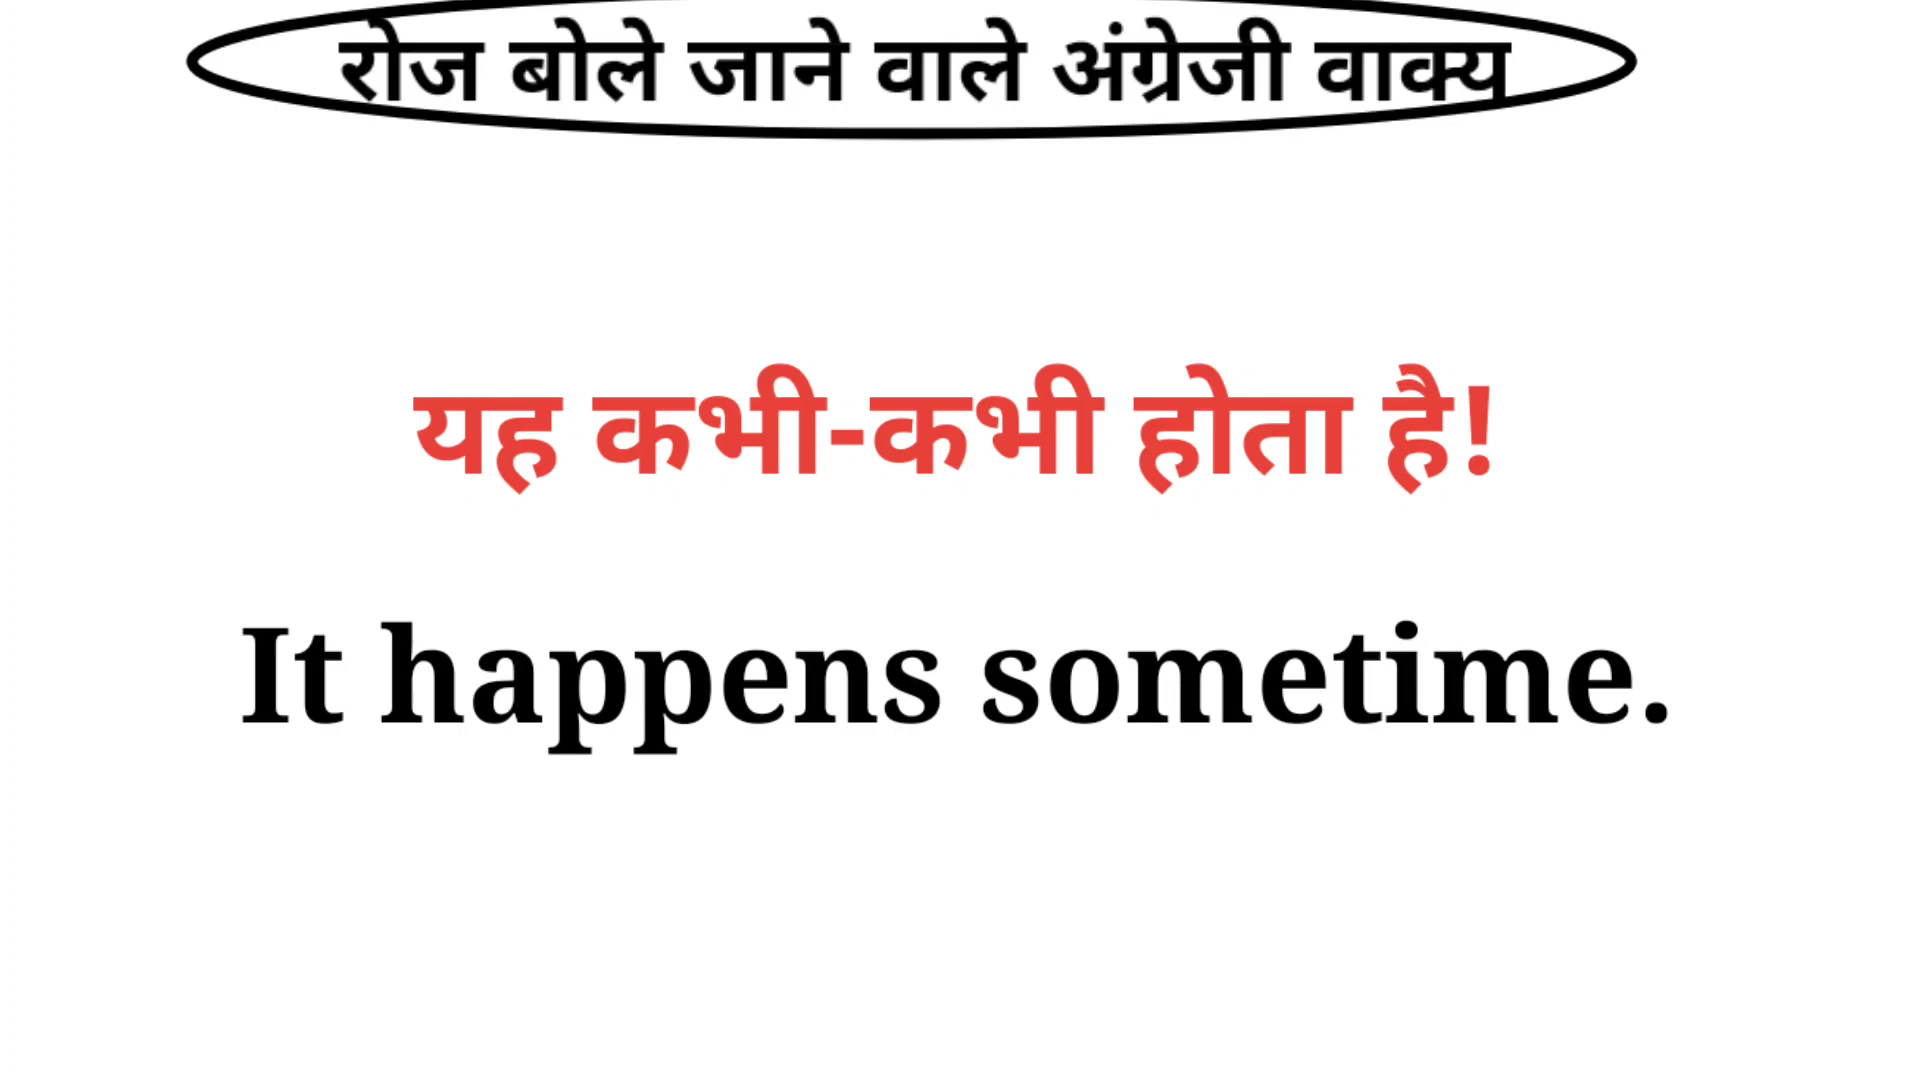 रोज बोले जाने वाले अंग्रेजी वाक्य
यह कभी-कभी होता है!
It happens sometime.